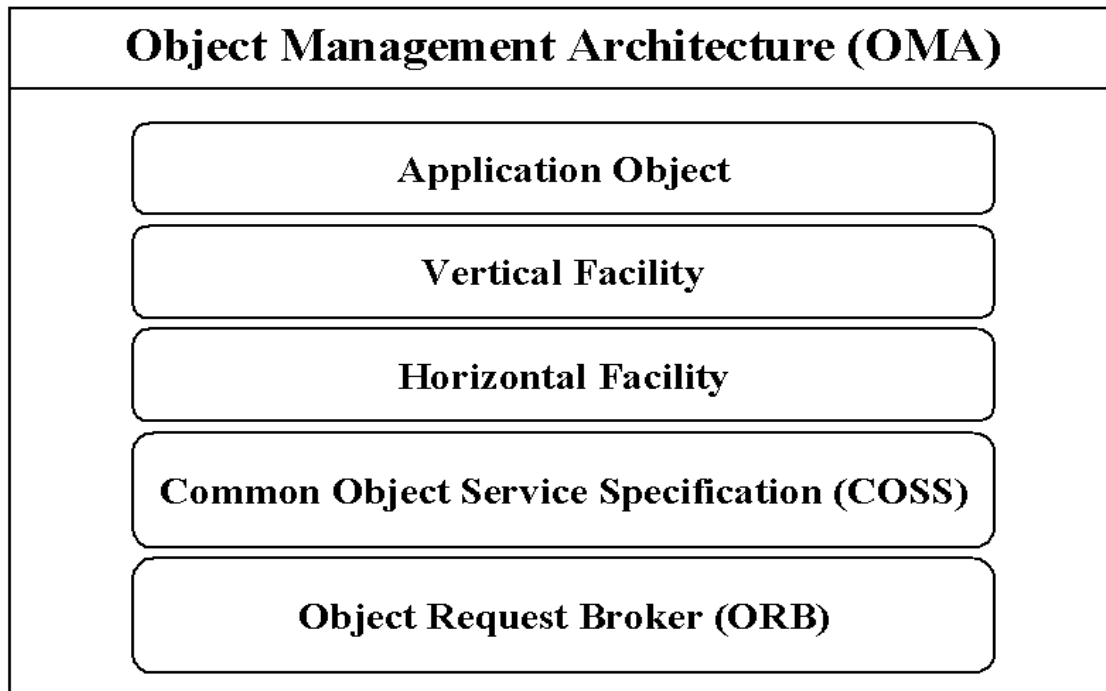 Object Management Architecture (OMA)
Application Object
Vertical Facility
Horizontal Facility
Common Object Service Specification (COSS)
Object Request Broker (ORB)